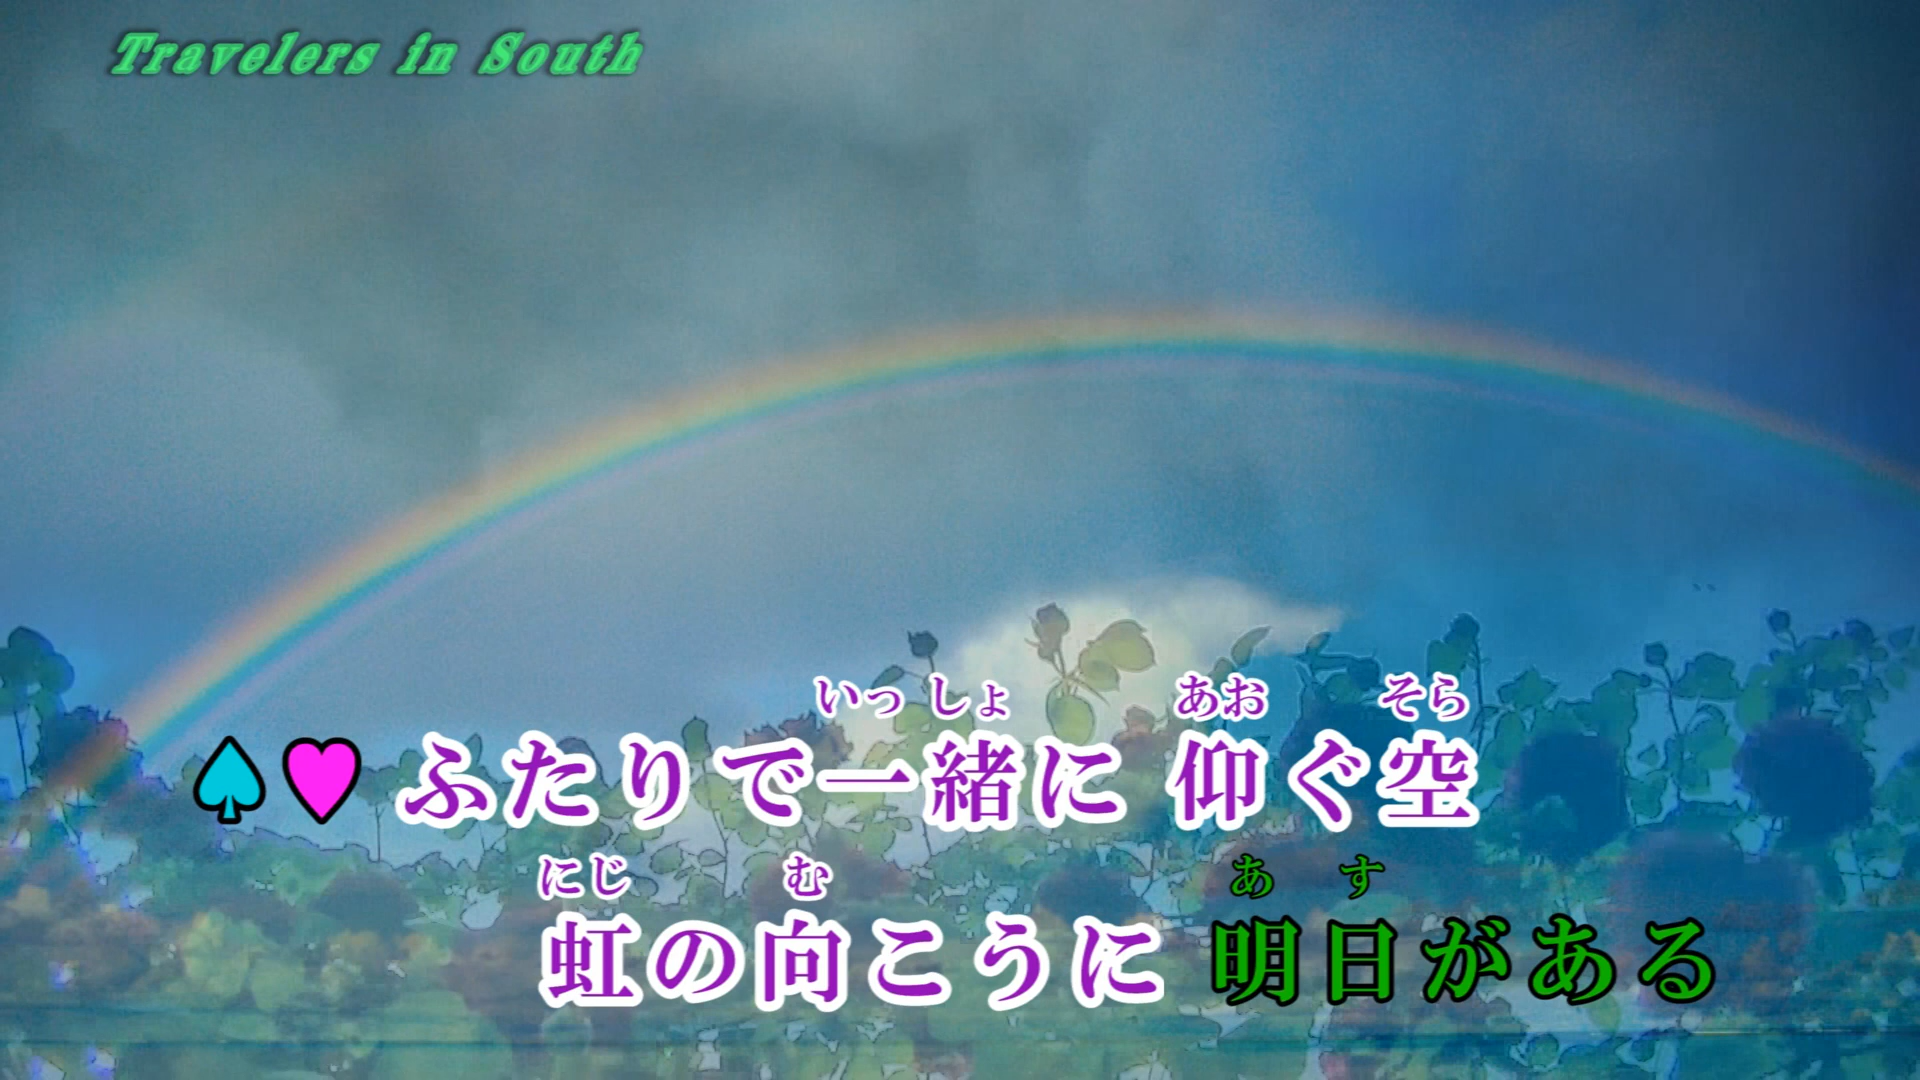 Travelers in South
いっしょ あお そら
♠♥ ふたりで一緒に 仰ぐ空
にじ む あす
虹の向こうに 明日がある